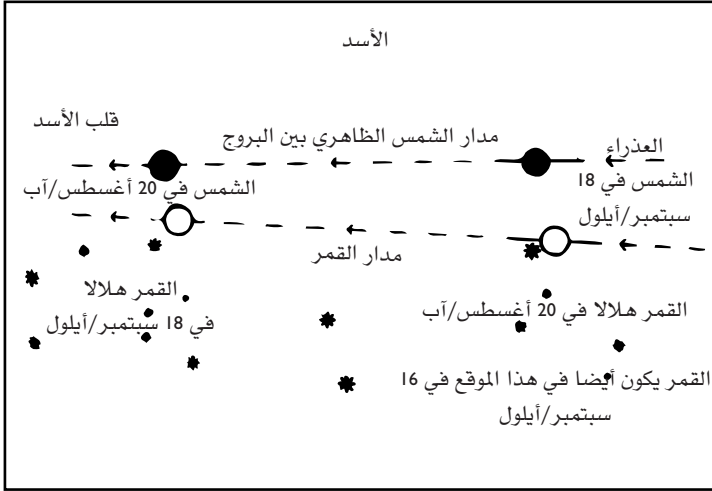 الأسد
قلب الأسد
مدار الشمس الظاهري بين البروج
العذراء
الشمس في 20 أغسطس/آب
الشمس في 18
سبتمبر/أيلول
مدار القمر
القمر هلالا
في 18 سبتمبر/أيلول
القمر هلالا في 20 أغسطس/آب
القمر يكون أيضا في هذا الموقع في 16
سبتمبر/أيلول